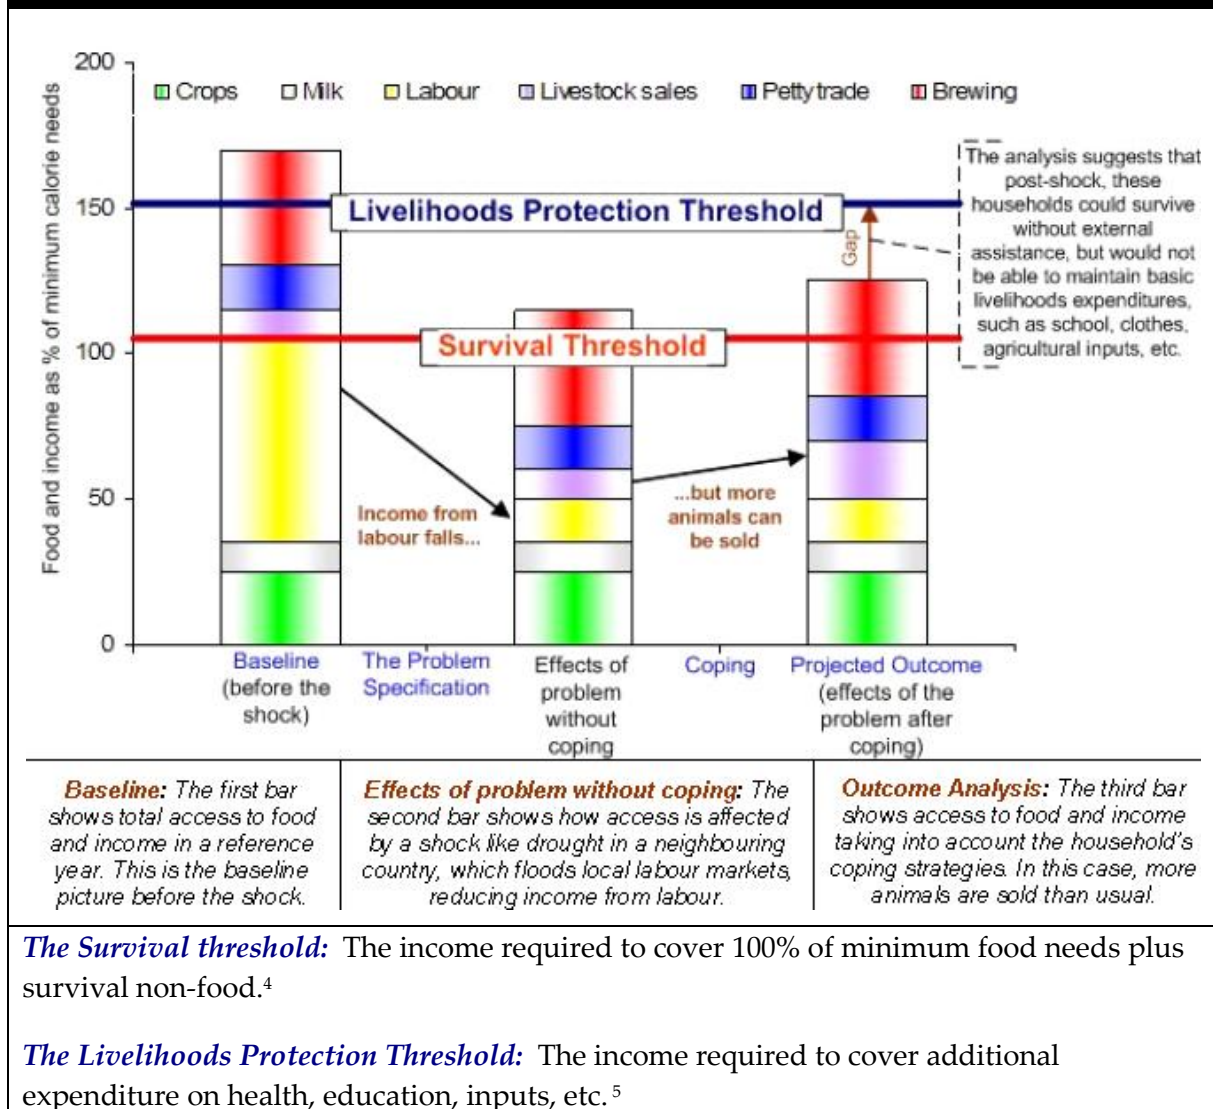 200
Food and income as % of minimum calorie needs
Crops Milk Labour Livestock sales Petty trade Brewing
150
Livelihoods Protection Threshold
Gap
The analysis suggests that
post-shock, these
households could survive
without external
assistance, but would not
be able to maintain basic
livelihoods expenditures,
such as school, clothes,
agricultural inputs, etc.
100
Survival Threshold
50
Income from
labour falls...
...but more
animals can
be sold
0
Baseline
(before the
shock)
The Problem
Specification
Effects of
problem
without
coping
Coping
Projected Outcome
(effects of the
problem after
coping)
Baseline: The first bar
shows total access to food
and income in a reference
year. This is the baseline
picture before the shock.
Effects of problem without coping: The
second bar shows how access is affected
by a shock like drought in a neighbouring
country, which floods local labour markets,
reducing income from labour.
Outcome Analysis: The third bar
shows access to food and income
taking into account the household's
coping strategies. In this case, more
animals are sold than usual.
The Survival threshold: The income required to cover 100% of minimum food needs plus
survival non-food.⁴
The Livelihoods Protection Threshold: The income required to cover additional
expenditure on health, education, inputs, etc. ⁵